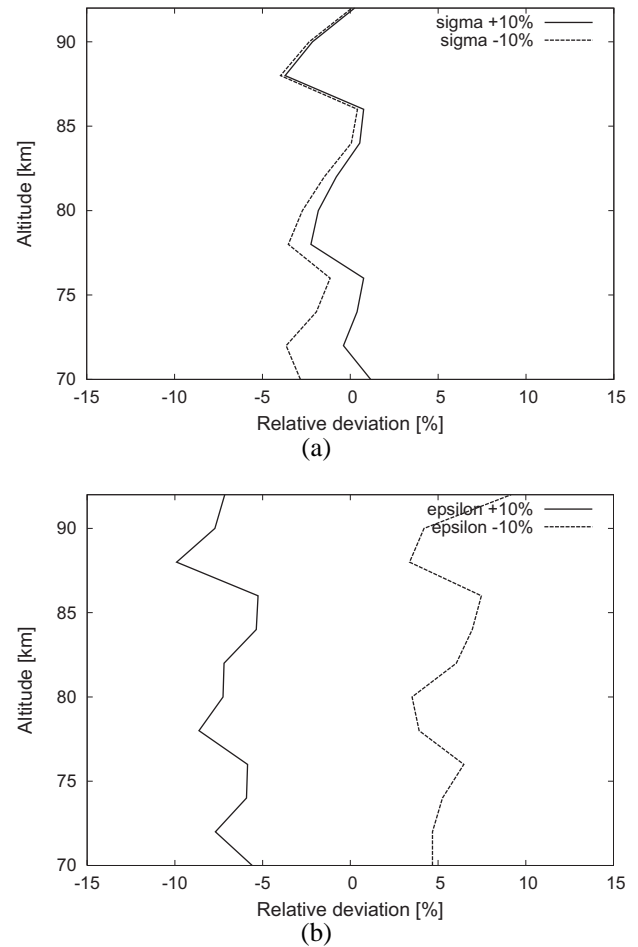 90
85
80
75
70
Altitude [km]
sigma +10%
sigma -10%
-15 -10 -5 0 5 10 15
Relative deviation [%]
(a)
90
85
80
75
70
Altitude [km]
epsilon +10%
epsilon -10%
-15 -10 -5 0 5 10 15
Relative deviation [%]
(b)